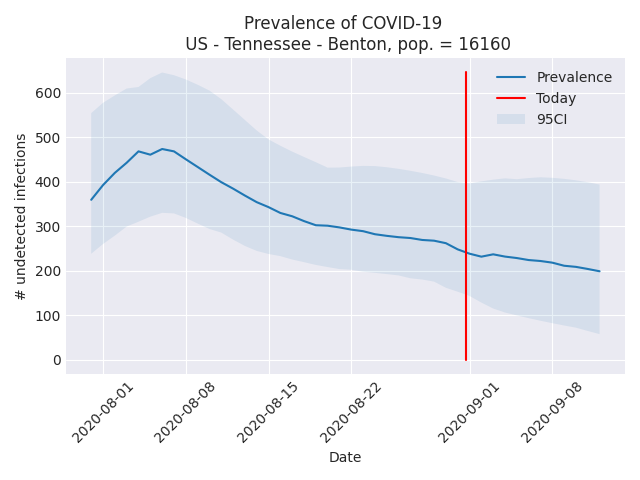 Prevalence of COVID-19
US - Tennessee - Benton, pop. = 16160
Prevalence
Today
95CI
# undetected infections
600
500
400
300
200
100
0
2020-08-01
2020-08-08
2020-08-15
2020-08-22
2020-09-01
2020-09-08
Date